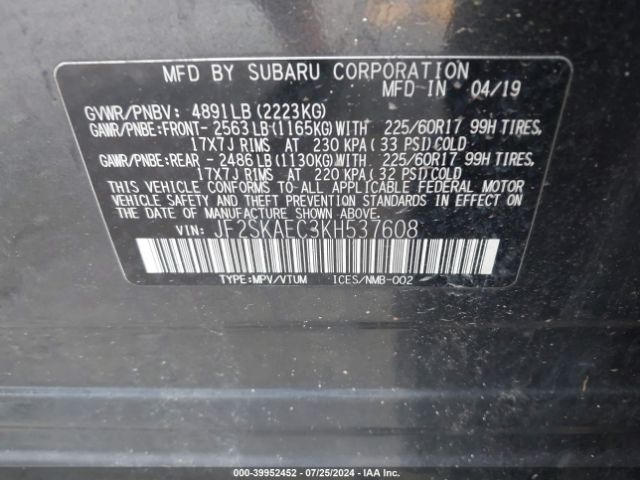 MFD BY SUBARU CORPORATION
MFD IN 04/19
GVWR/PNBV: 4891LB(2223KG)
GAWR/PNBE:FRONT- 2563LB(1165KG)WITH 225/60R17 99H TIRES,
17X7J RIMS AT 230 KPA(33 PSI)COLD
GAWR/PNBE:REAR - 2486LB(1130KG)WITH 225/60R17 99H TIRES,
17X7J RIMS AT 220 KPA(32 PSI)COLD
THIS VEHICLE CONFORMS TO ALL APPLICABLE FEDERAL MOTOR
VEHICLE SAFETY AND THEFT PREVENTION STANDARDS IN EFFECT ON
THE DATE OF MANUFACTURE SHOWN ABOVE.
VIN: JF2SKAEC3KH537608
TYPE:MPV/VTUM ICES/NMB-002
000-39952452 - 07/25/2024 - IAA Inc.